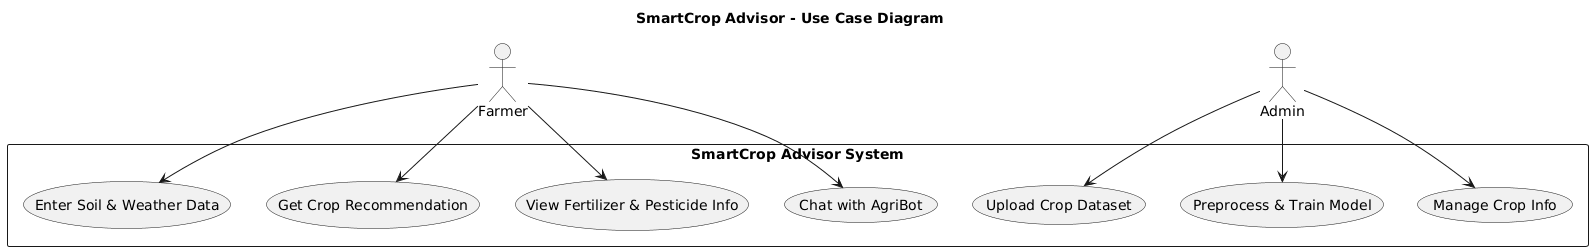 SmartCrop Advisor - Use Case Diagram
Farmer
Admin
SmartCrop Advisor System
Enter Soil & Weather Data
Get Crop Recommendation
View Fertilizer & Pesticide Info
Chat with AgriBot
Upload Crop Dataset
Preprocess & Train Model
Manage Crop Info